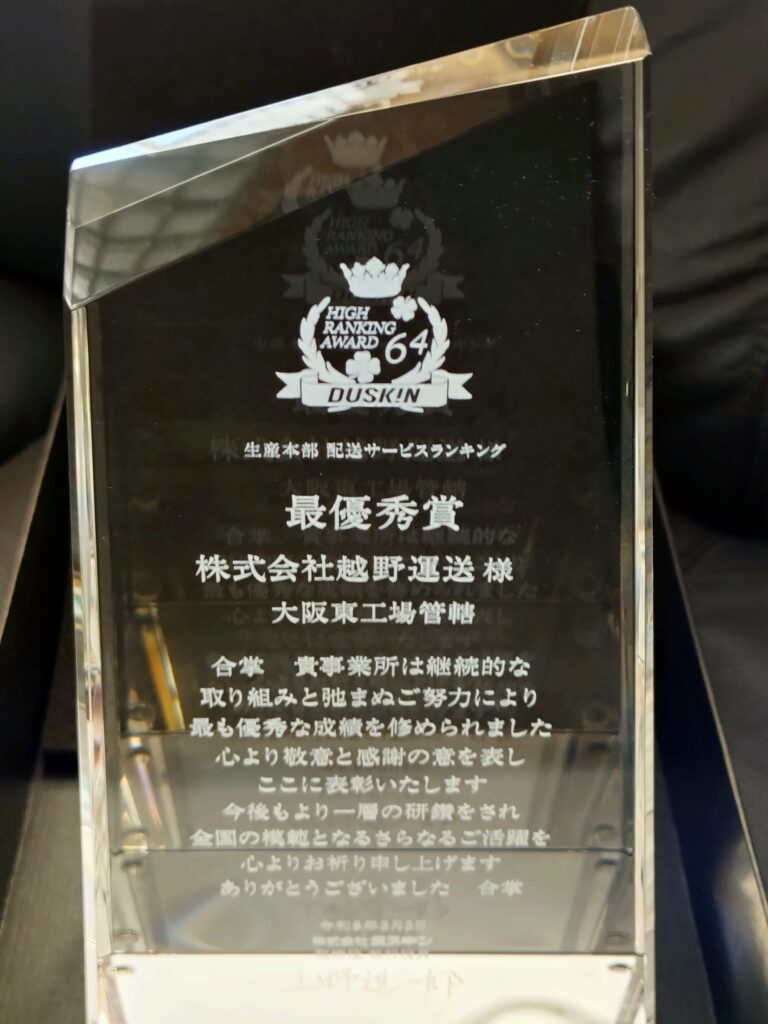 HIGH
RANKING
AWARD 64
DUSKIN
生産本部 配送サービスランキング
最優秀賞
株式会社越野運送 様
大阪東工場管轄
合掌　貴事業所は継続的な
取り組みと弛まぬご努力により
最も優秀な成績を修められました
心より敬意と感謝の意を表し
ここに表彰いたします
今後もより一層の研鑽をされ
全国の模範となるさらなるご活躍を
心よりお祈り申し上げます
ありがとうございました　合掌
株式会社ダスキン